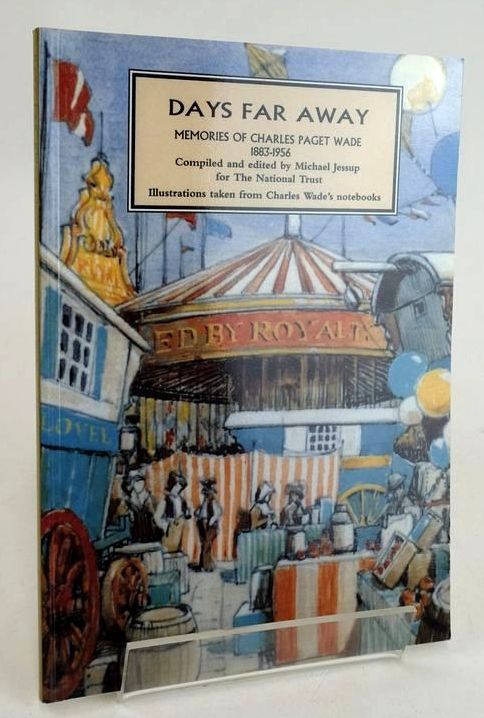 DAYS FAR AWAY
MEMORIES OF CHARLES PAGET WADE
1883-1956
Compiled and edited by Michael Jessup
for The National Trust
Illustrations taken from Charles Wade's notebooks
ED BY ROYALTY
LOVEL